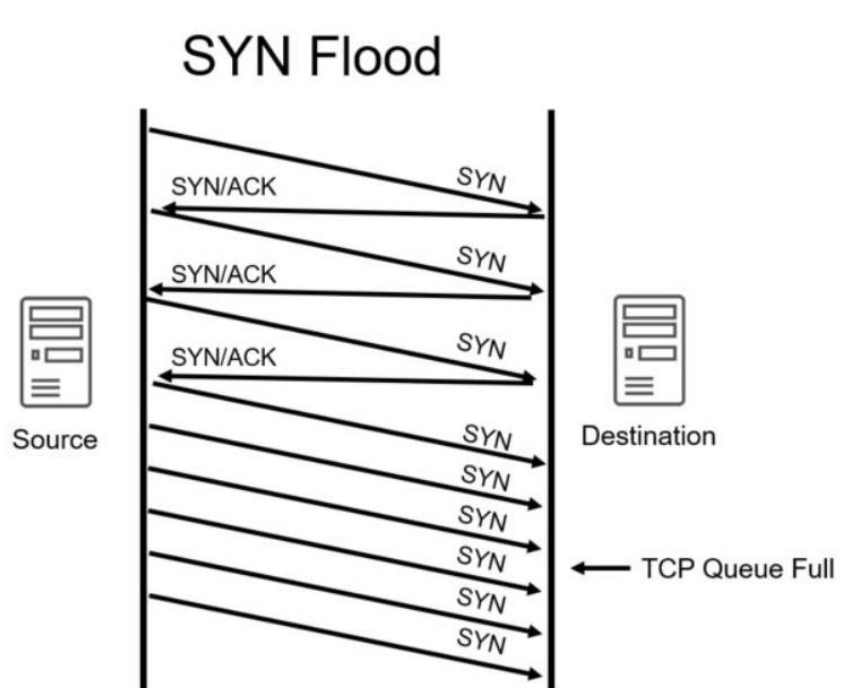 SYN Flood
SYN
SYN/ACK
SYN
SYN/ACK
SYN
SYN/ACK
Source
Destination
SYN
SYN
SYN
SYN
TCP Queue Full
SYN
SYN